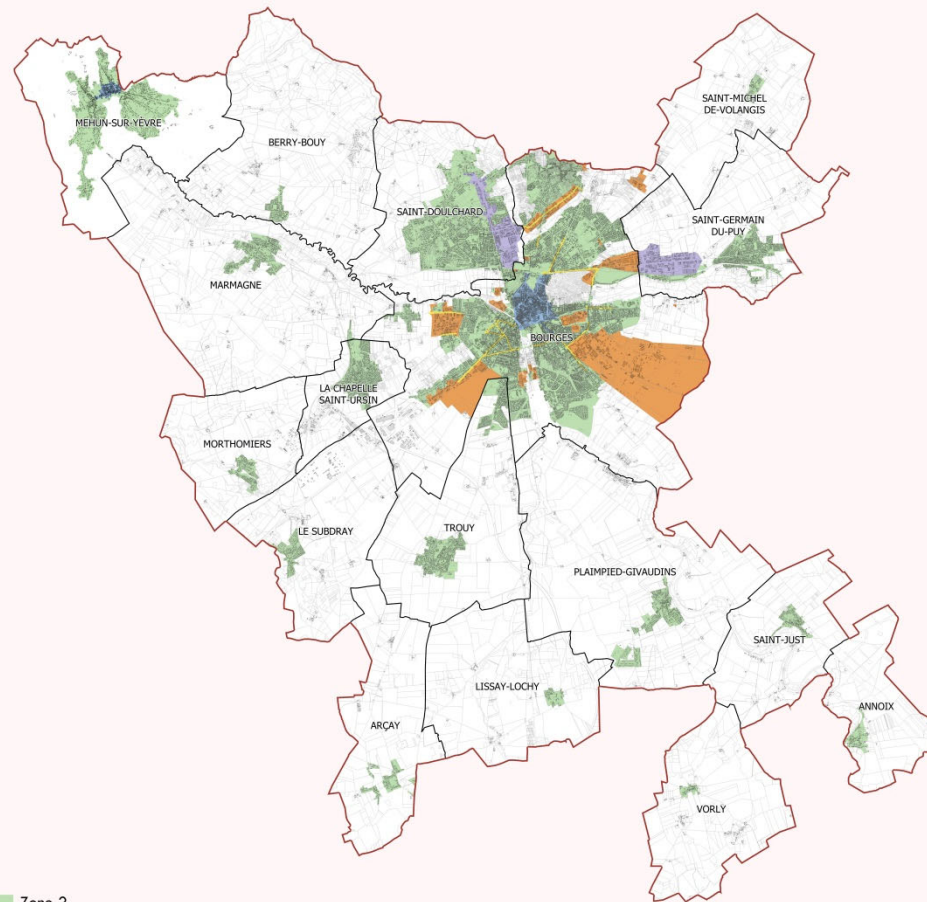 SAINT-MICHEL
DE-VOLANGIS
MEHUN-SUR-YÈVRE
BERRY-BOUY
SAINT-DOULCHARD
SAINT-GERMAIN
DU-PUY
MARMAGNE
BOURGES
LA CHAPELLE
SAINT-URSIN
MORTHOMIERS
LE SUBDRAY
TROUY
PLAIMPIED-GIVAUDINS
SAINT-JUST
LISSAY-LOCHY
ANNOIX
ARÇAY
VORLY